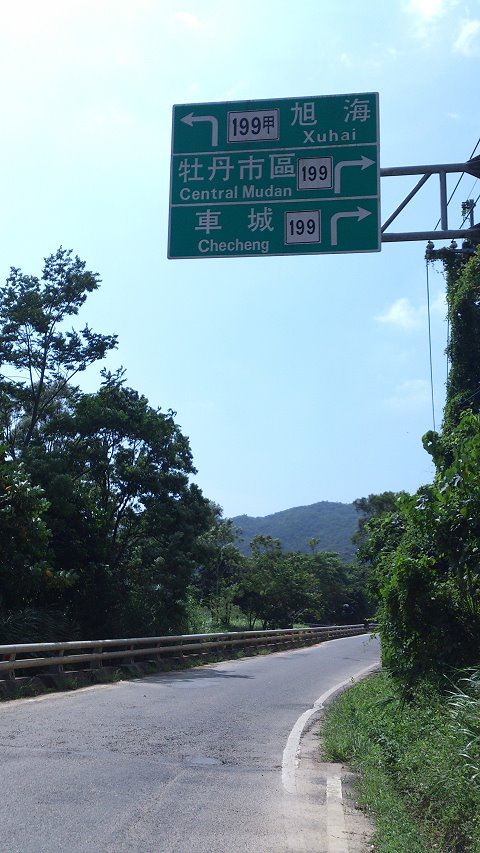 199甲 旭海
Xuhai
牡丹市區 199
Central Mudan
車城 199
Checheng